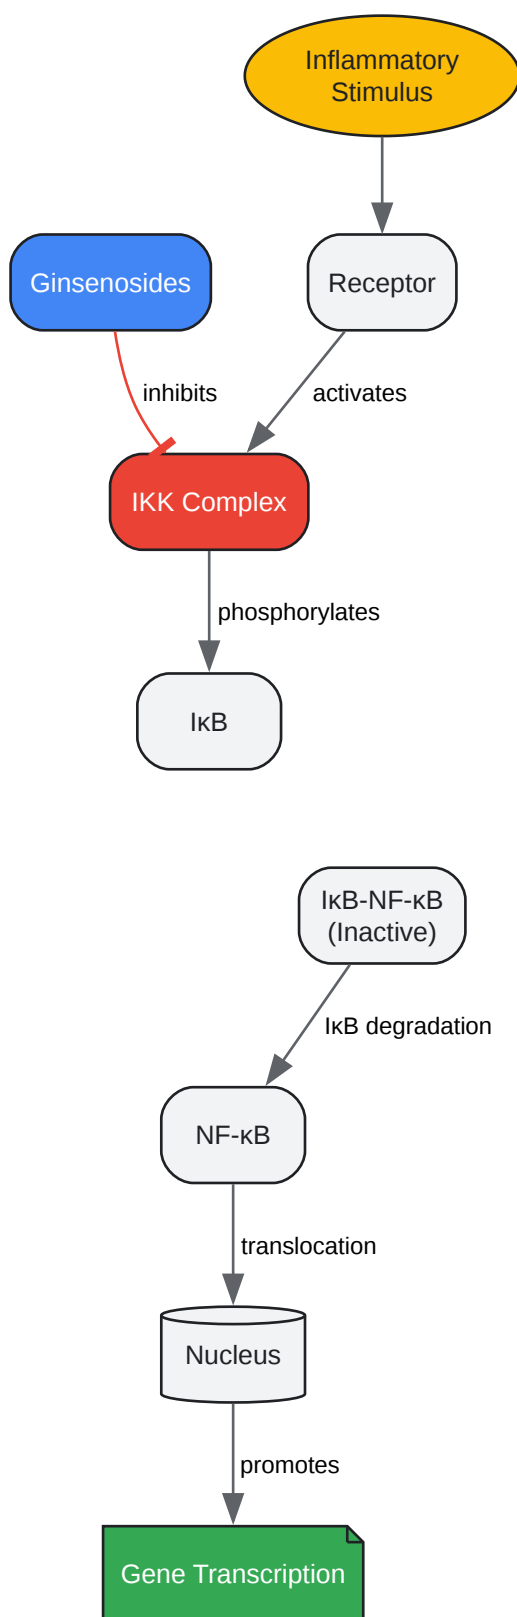 Inflammatory
Stimulus
Ginsenosides
Receptor
inhibits
activates
IKK Complex
phosphorylates
IκB
IκB-NF-κB
(Inactive)
IκB degradation
NF-κB
translocation
Nucleus
promotes
Gene Transcription